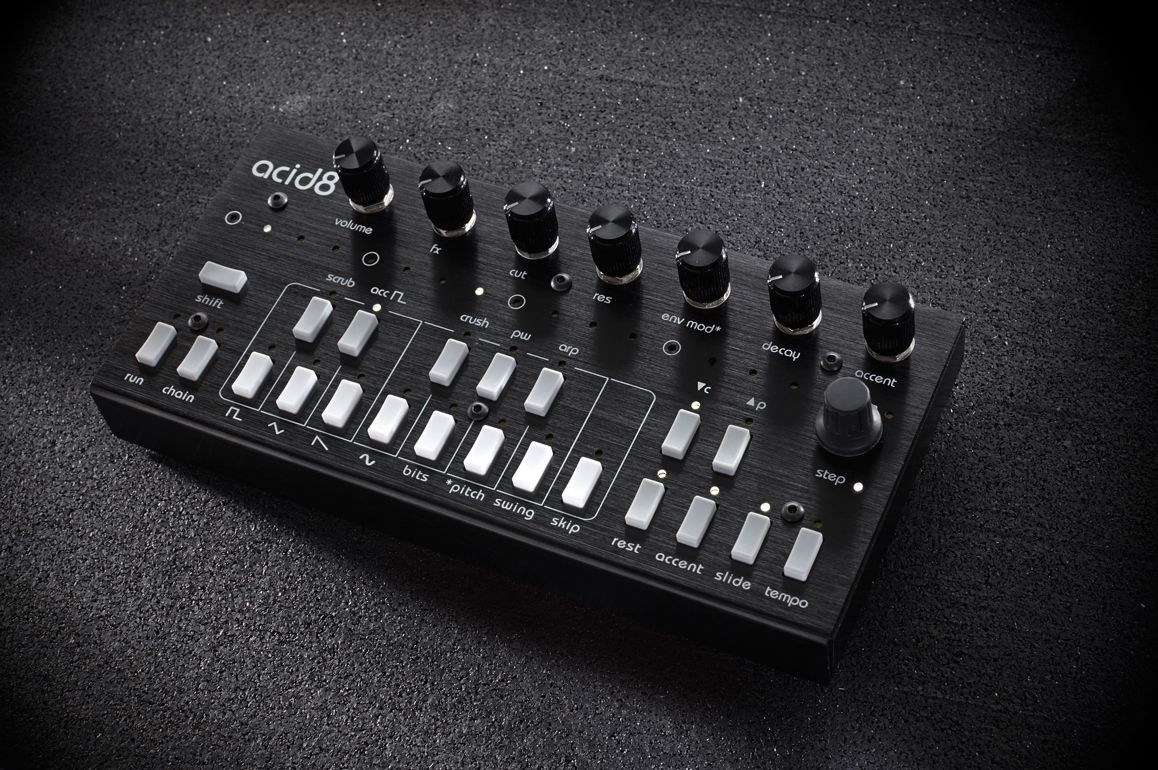 acid8
volume
fx
cut
res
env mod*
decay
accent
shift
scrub
acc
crush
pw
arp
▼c
▲p
step
run
chain
bits
*pitch
swing
skip
rest
accent
slide
tempo